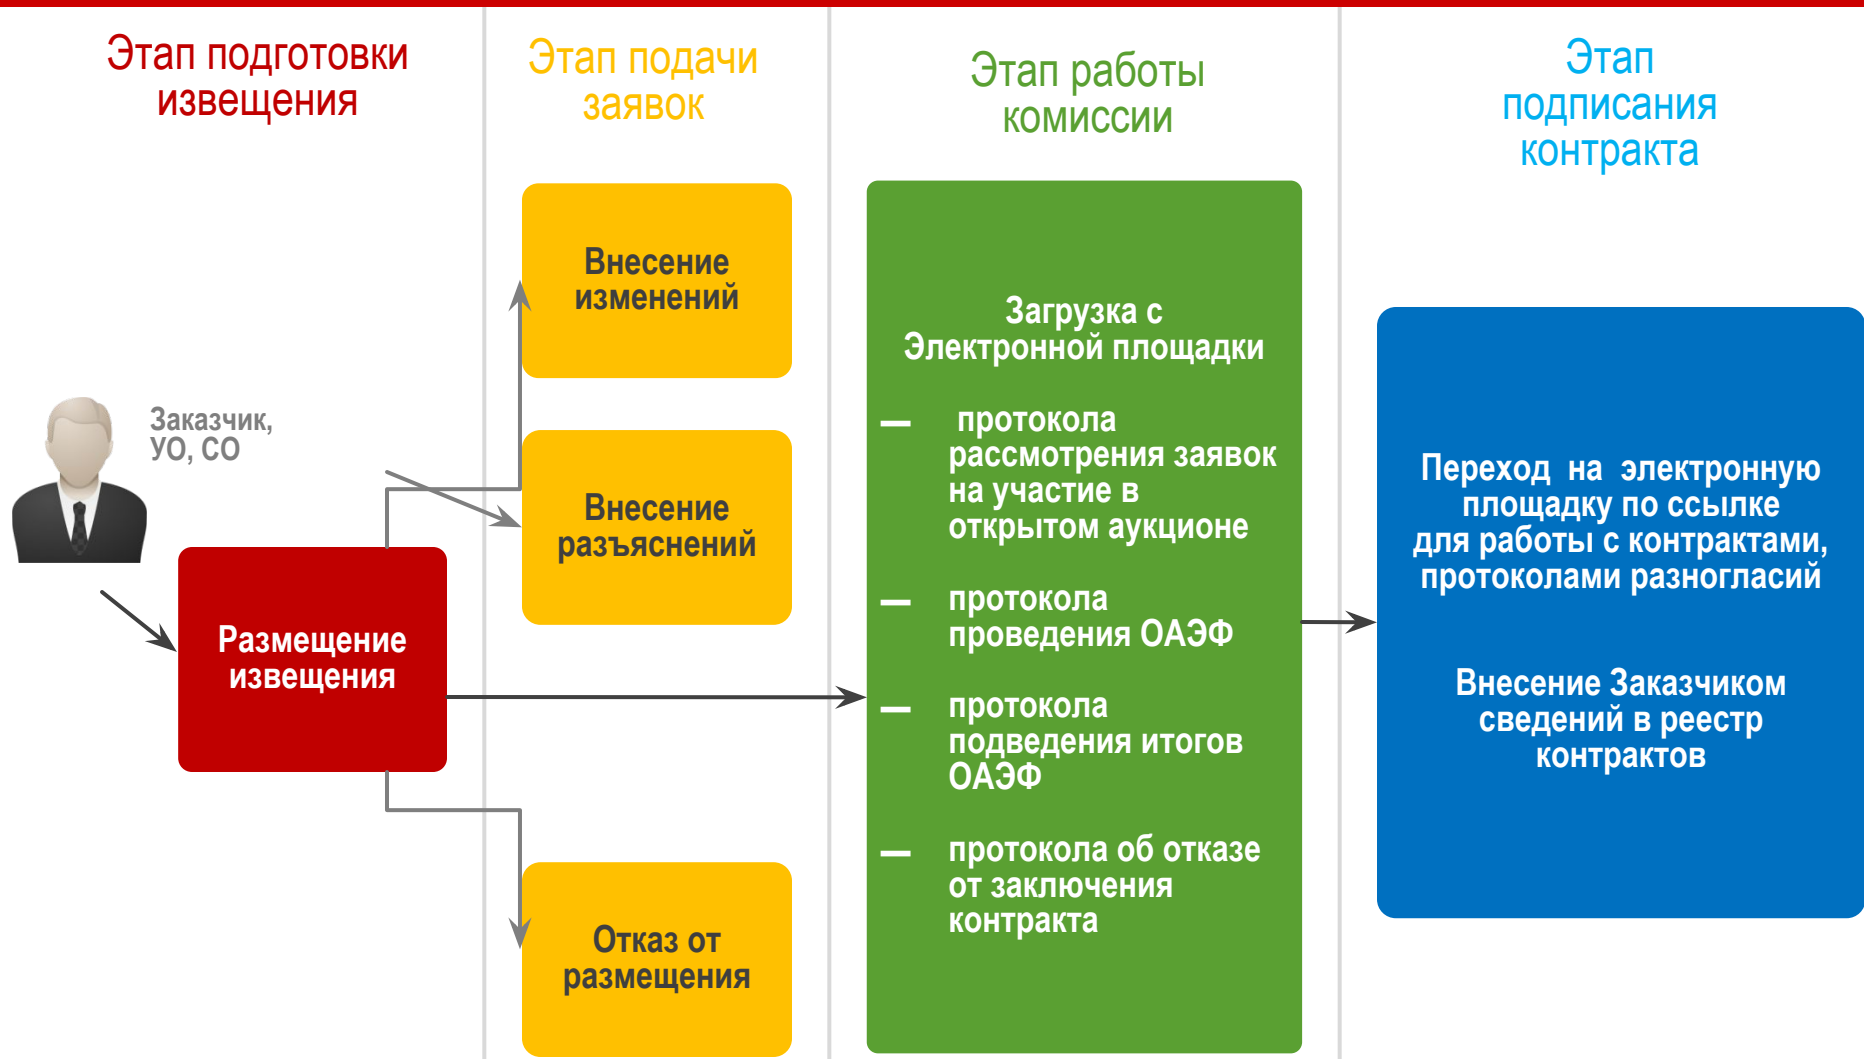 Этап подготовки
извещения
Этап подачи
заявок
Этап работы
комиссии
Этап
подписания
контракта
Заказчик,
УО, СО
Размещение
извещения
Внесение
изменений
Внесение
разъяснений
Отказ от
размещения
Загрузка с
Электронной площадки
— протокола
рассмотрения заявок
на участие в
открытом аукционе
— протокола
проведения ОАЭФ
— протокола
подведения итогов
ОАЭФ
— протокола об отказе
от заключения
контракта
Переход на электронную
площадку по ссылке
для работы с контрактами,
протоколами разногласий
Внесение Заказчиком
сведений в реестр
контрактов